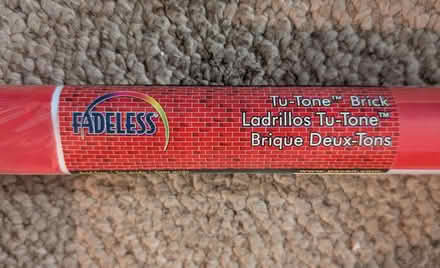 FADELESS®
Tu-Tone™ Brick
Ladrillos Tu-Tone™
Brique Deux-Tons